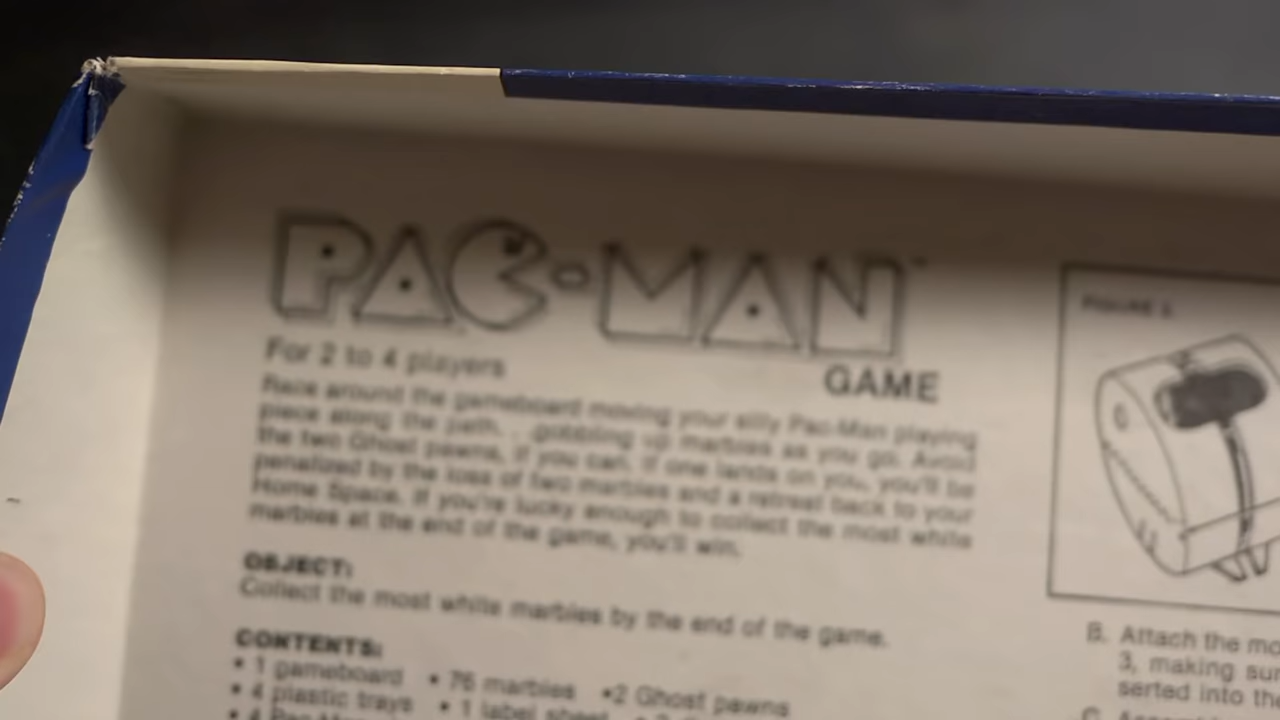 PAC-MAN
GAME
For 2 to 4 players
Race around the gameboard moving your silly Pac-Man playing
piece along the path. . .gobbling up marbles as you go. Avoid
the two Ghost pawns, if you can. If one lands on you, you'll be
penalized by the loss of two marbles and a retreat back to your
Home Space. If you're lucky enough to collect the most white
marbles at the end of the game, you'll win.
OBJECT:
Collect the most white marbles by the end of the game.
CONTENTS:
• 1 gameboard • 76 marbles •2 Ghost pawns
• 4 plastic trays • 1 label sheet
• 4
FIGURE
B. Attach the mo
3, making sur
serted into the
C.